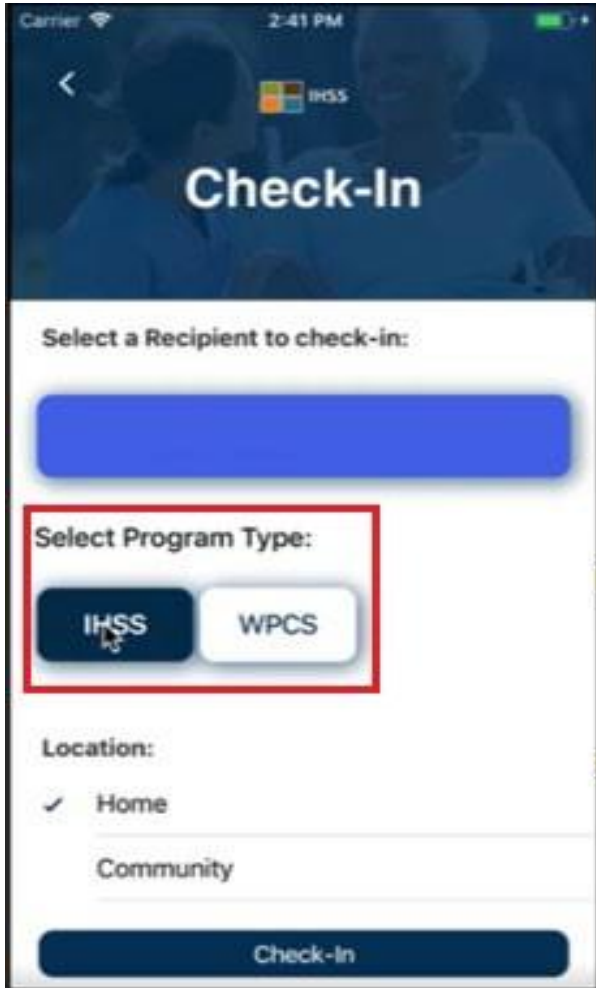 Carrier 2:41 PM
IHSS
Check-In
Select a Recipient to check-in:
Select Program Type:
IHSS WPCS
Location:
Home
Community
Check-In